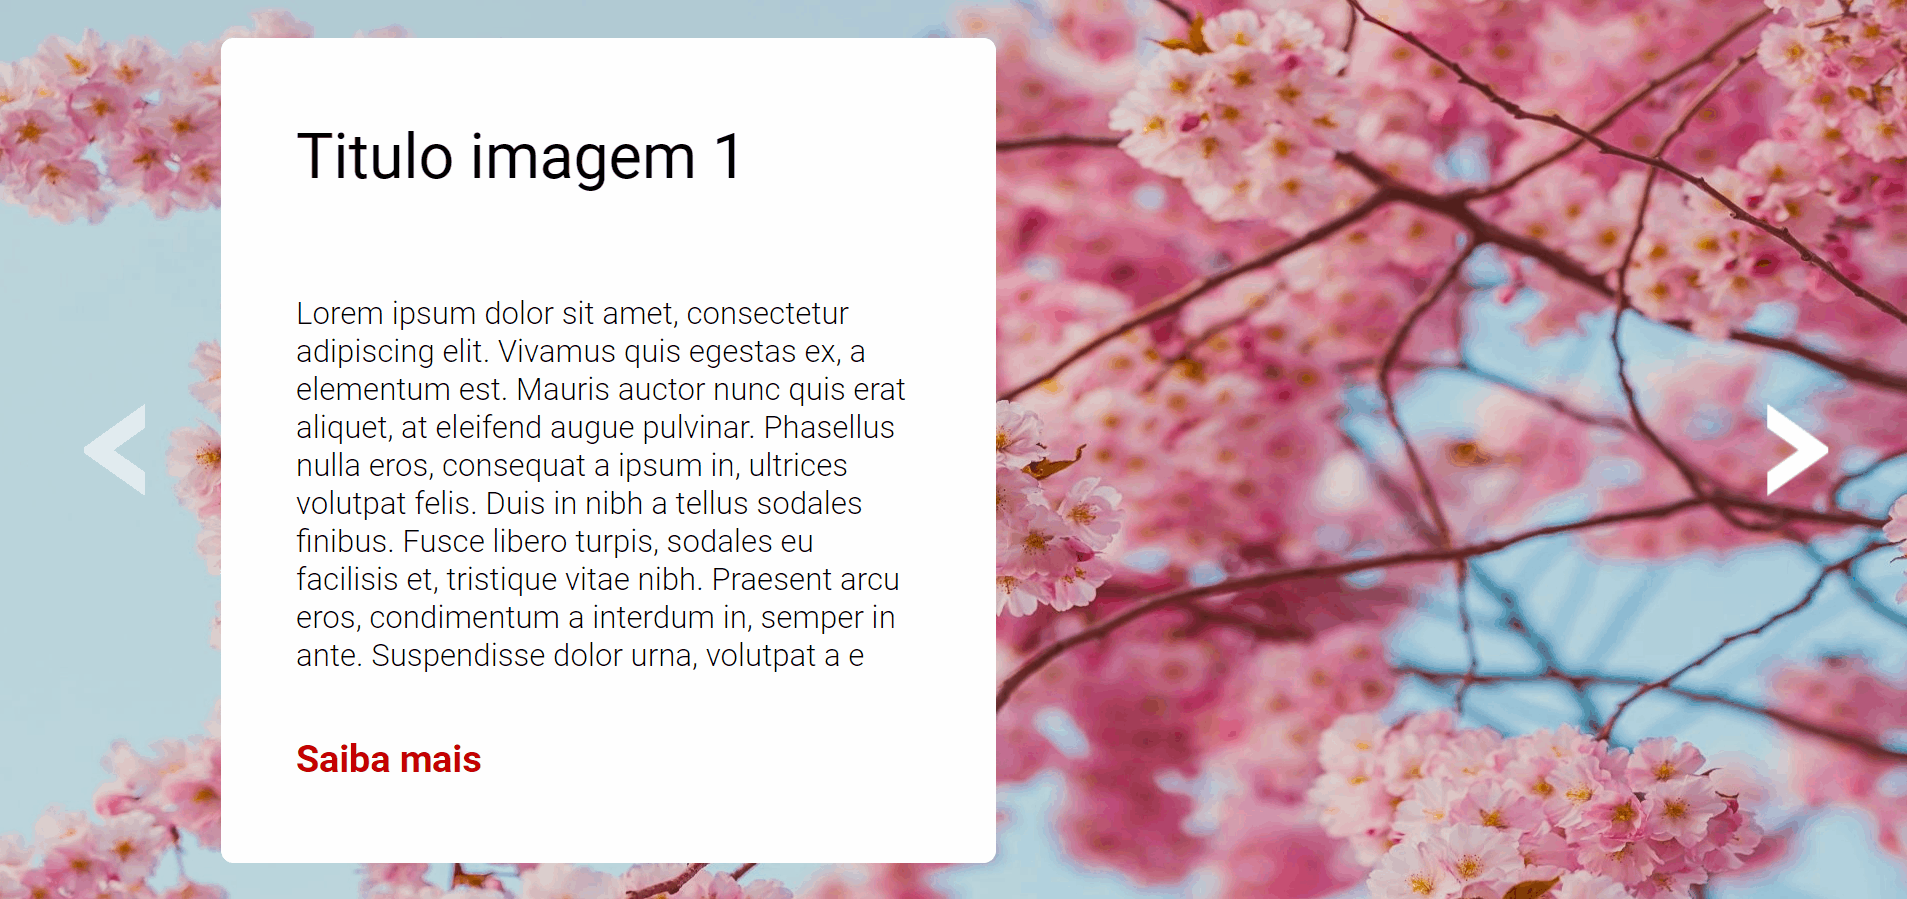 Titulo imagem 1
Lorem ipsum dolor sit amet, consectetur
adipiscing elit. Vivamus quis egestas ex, a
elementum est. Mauris auctor nunc quis erat
aliquet, at eleifend augue pulvinar. Phasellus
nulla eros, consequat a ipsum in, ultrices
volutpat felis. Duis in nibh a tellus sodales
finibus. Fusce libero turpis, sodales eu
facilisis et, tristique vitae nibh. Praesent arcu
eros, condimentum a interdum in, semper in
ante. Suspendisse dolor urna, volutpat a e
Saiba mais